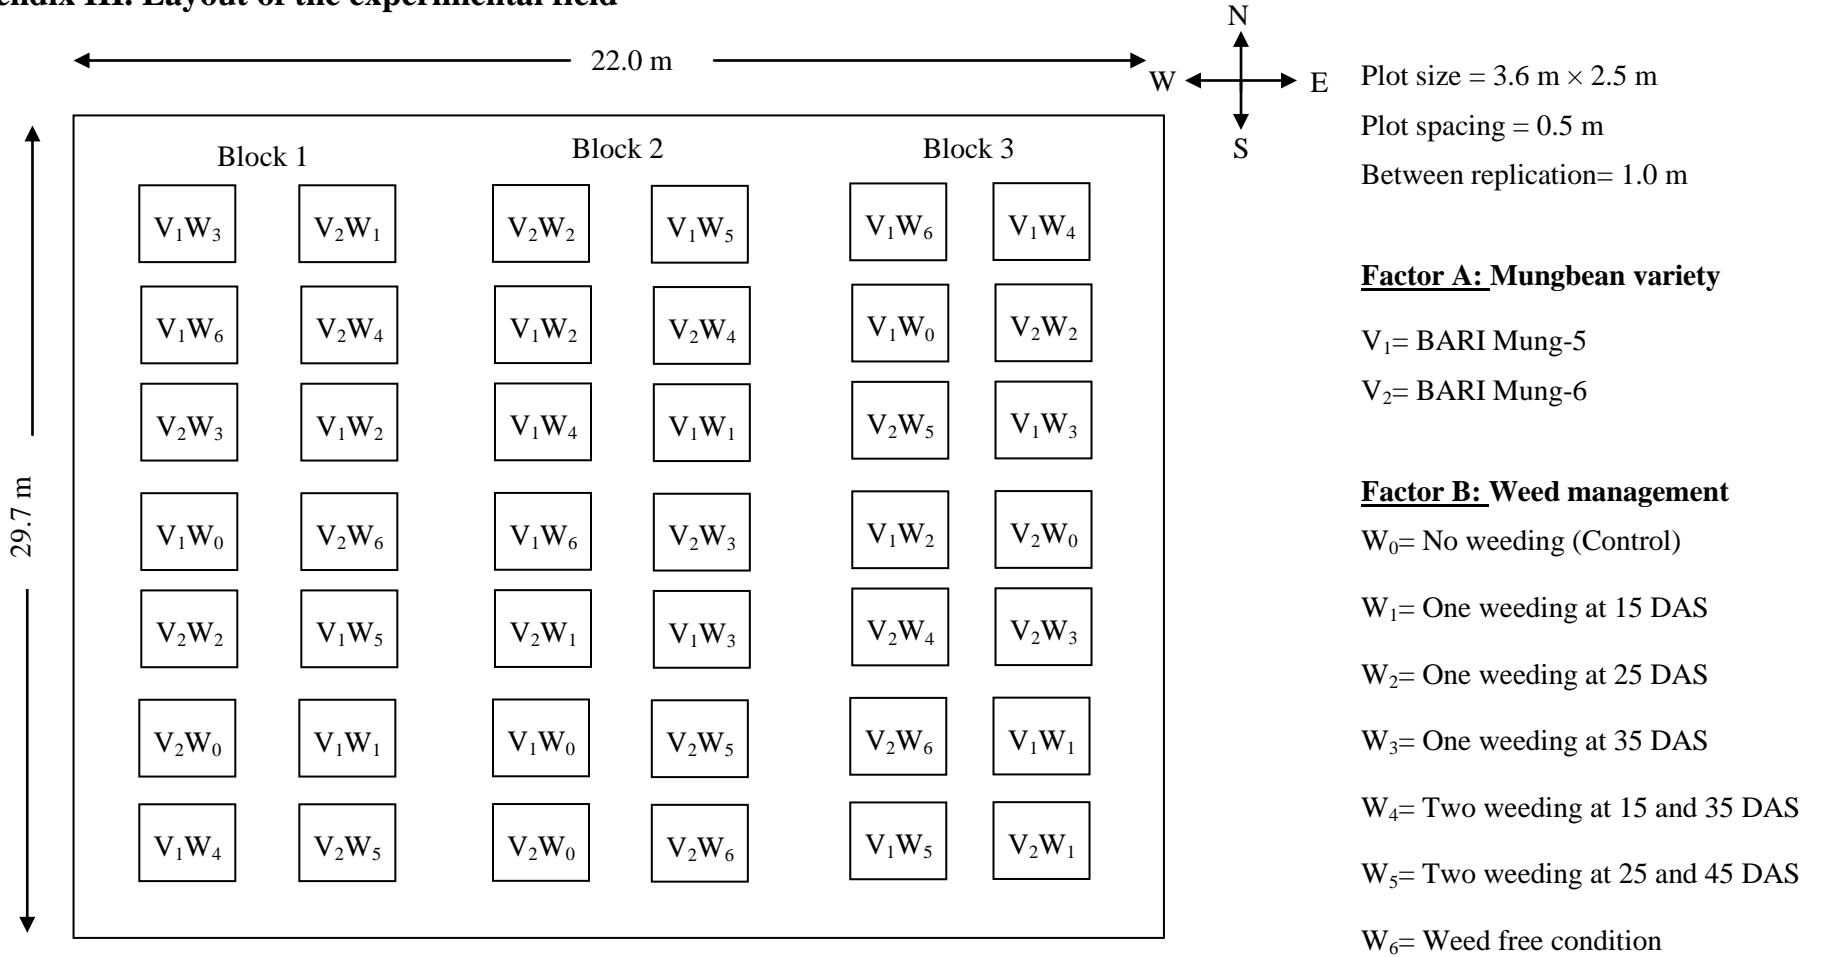 endix III. Layout of the experimental field
N
22.0 m
W E
S
Plot size = 3.6 m × 2.5 m
Plot spacing = 0.5 m
Between replication= 1.0 m
Block 1 Block 2 Block 3
V₁W₃ V₂W₁ V₂W₂ V₁W₅ V₁W₆ V₁W₄
V₁W₆ V₂W₄ V₁W₂ V₂W₄ V₁W₀ V₂W₂
V₂W₃ V₁W₂ V₁W₄ V₁W₁ V₂W₅ V₁W₃
V₁W₀ V₂W₆ V₁W₆ V₂W₃ V₁W₂ V₂W₀
V₂W₂ V₁W₅ V₂W₁ V₁W₃ V₂W₄ V₂W₃
V₂W₀ V₁W₁ V₁W₀ V₂W₅ V₂W₆ V₁W₁
V₁W₄ V₂W₅ V₂W₀ V₂W₆ V₁W₅ V₂W₁
29.7 m
Factor A: Mungbean variety
V₁= BARI Mung-5
V₂= BARI Mung-6
Factor B: Weed management
W₀= No weeding (Control)
W₁= One weeding at 15 DAS
W₂= One weeding at 25 DAS
W₃= One weeding at 35 DAS
W₄= Two weeding at 15 and 35 DAS
W₅= Two weeding at 25 and 45 DAS
W₆= Weed free condition